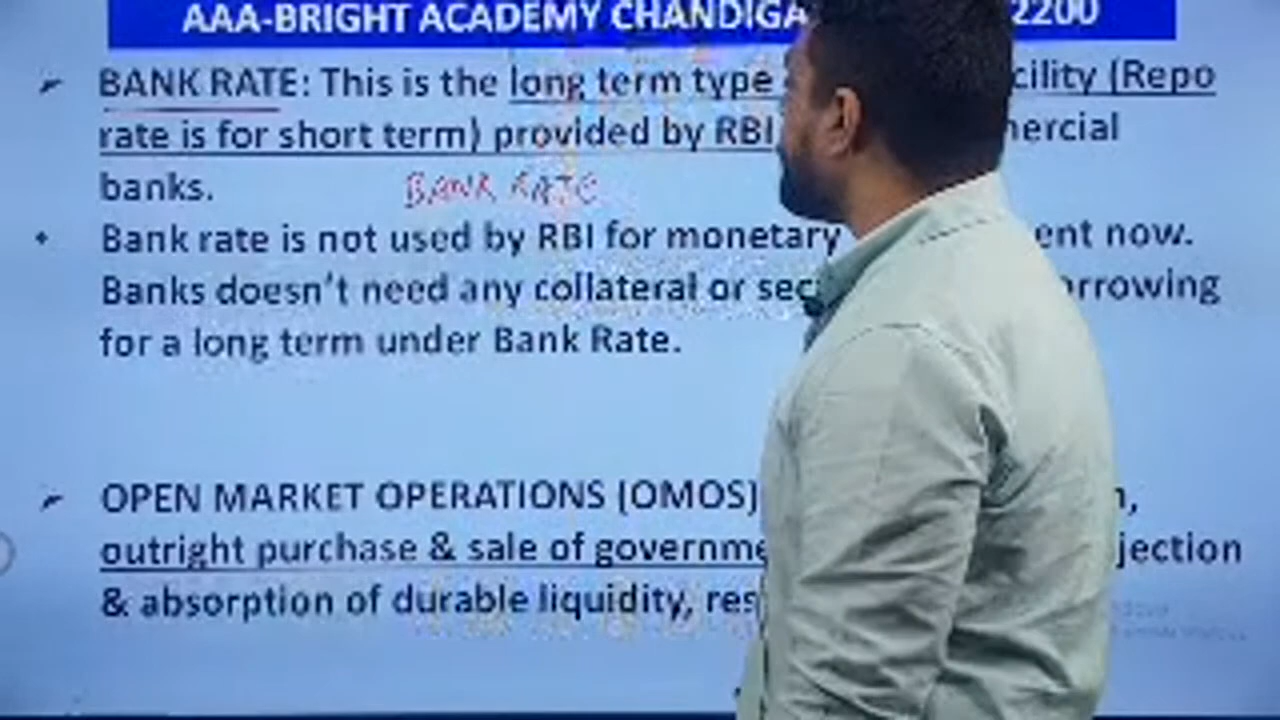 AAA-BRIGHT ACADEMY CHANDIGA 2200
BANK RATE: This is the long term type cility (Repo
rate is for short term) provided by RBI mercial
banks.
BANK RATE
Bank rate is not used by RBI for monetary ent now.
Banks doesn't need any collateral or sec orrowing
for a long term under Bank Rate.
OPEN MARKET OPERATIONS (OMOS)
outright purchase & sale of governme jection
& absorption of durable liquidity, res